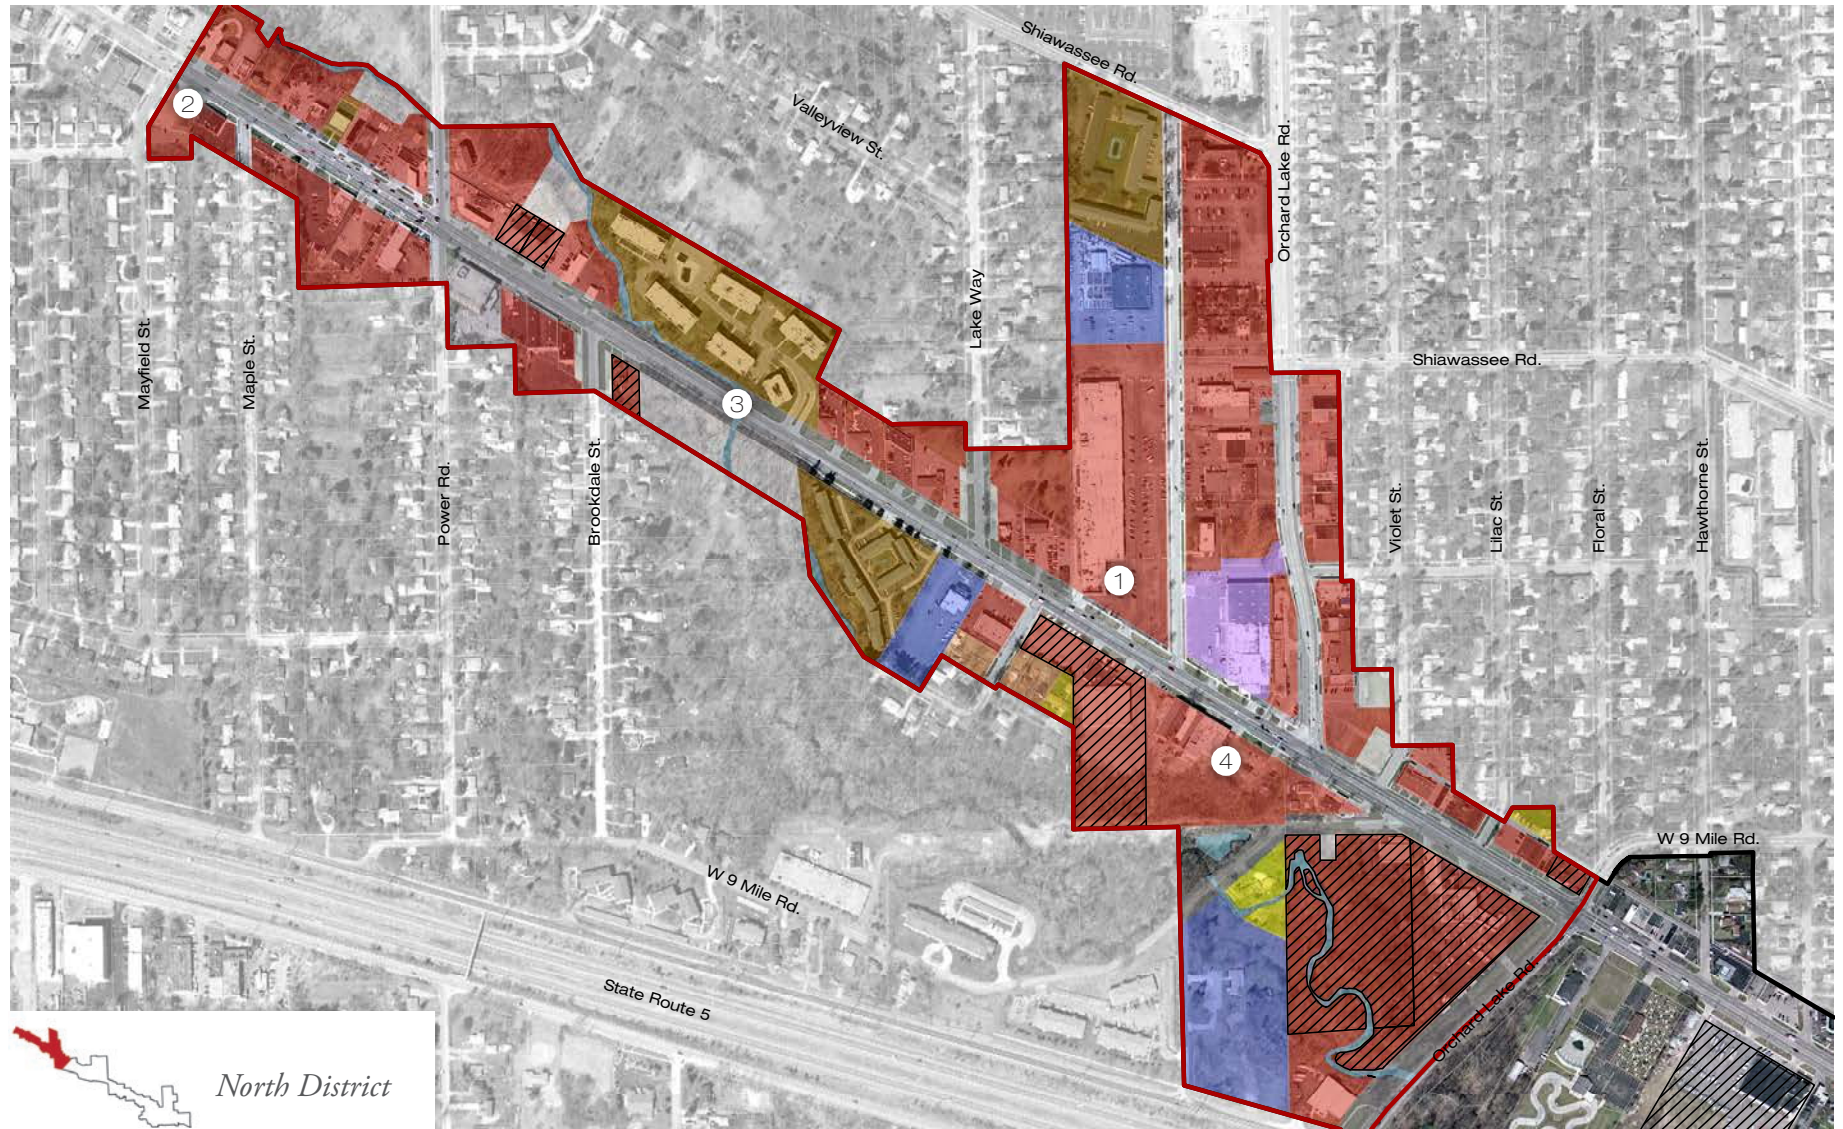 Shiawassee Rd.
2
Valleyview St.
Orchard Lake Rd.
Lake Way
Mayfield St.
Maple St.
Shiawassee Rd.
3
Power Rd.
Brookdale St.
Violet St.
Lilac St.
Floral St.
Hawthorne St.
1
4
W 9 Mile Rd.
W 9 Mile Rd.
State Route 5
Orchard Lake Rd.
North District